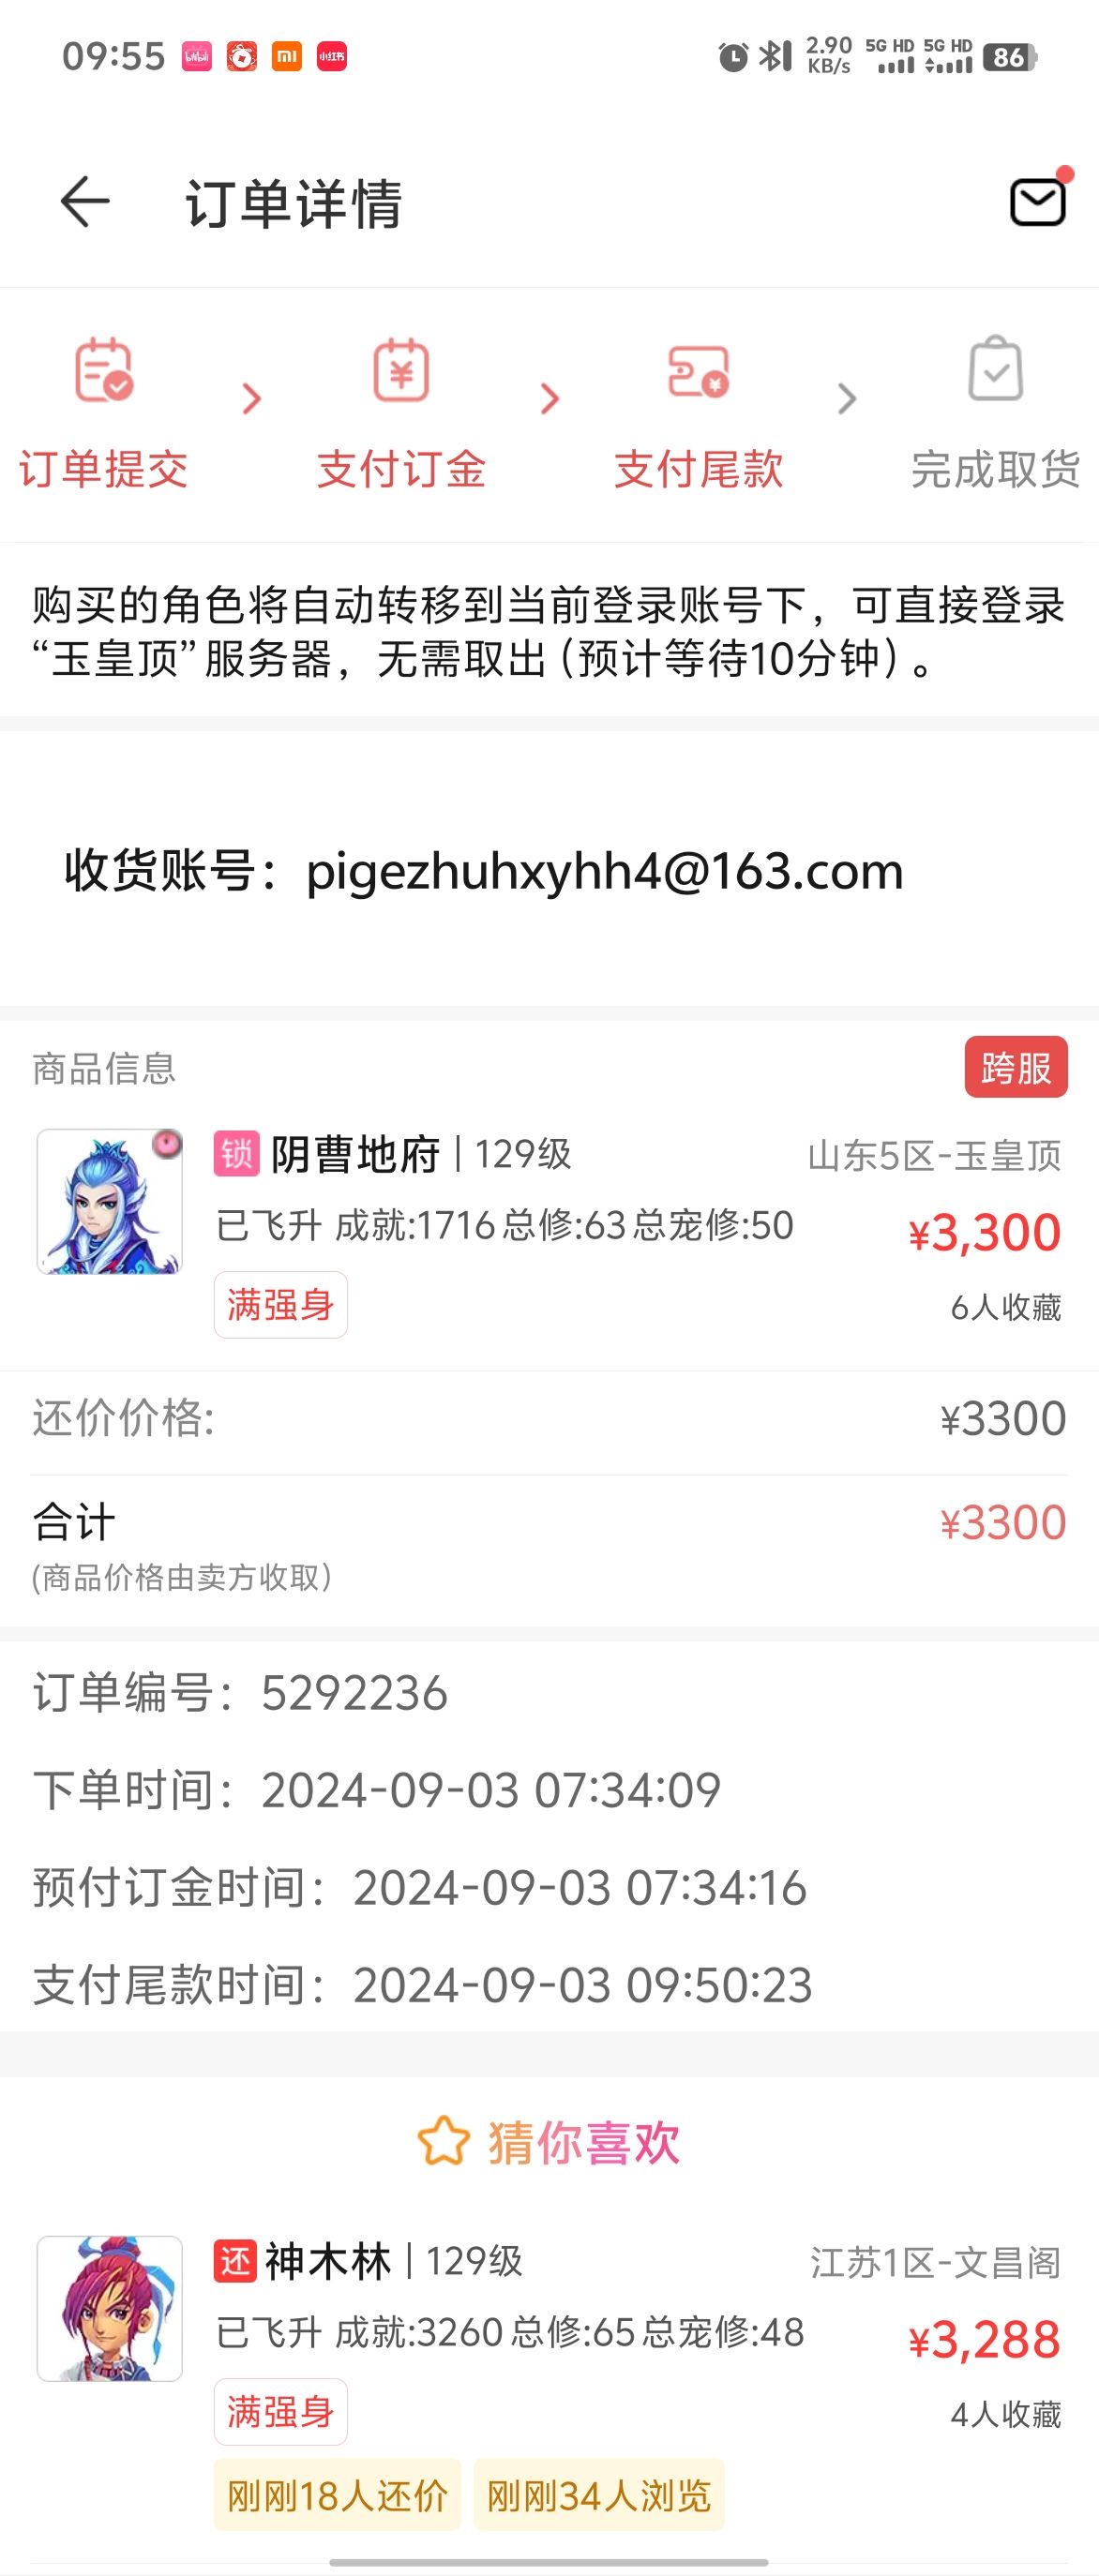 09:55
bilibili
mi
小红书
2.90 KB/s
5G HD 5G HD
86
订单详情
订单提交
支付订金
支付尾款
完成取货
购买的角色将自动转移到当前登录账号下，可直接登录
“玉皇顶”服务器，无需取出（预计等待10分钟）。
收货账号：pigezhuhxyhh4@163.com
商品信息
跨服
锁 阴曹地府 | 129级
山东5区-玉皇顶
已飞升 成就:1716 总修:63 总宠修:50
¥3,300
满强身
6人收藏
还价价格:
¥3300
合计
¥3300
(商品价格由卖方收取）
订单编号：5292236
下单时间：2024-09-03 07:34:09
预付订金时间：2024-09-03 07:34:16
支付尾款时间：2024-09-03 09:50:23
猜你喜欢
还 神木林 | 129级
江苏1区-文昌阁
已飞升 成就:3260 总修:65 总宠修:48
¥3,288
满强身
4人收藏
刚刚18人还价
刚刚34人浏览